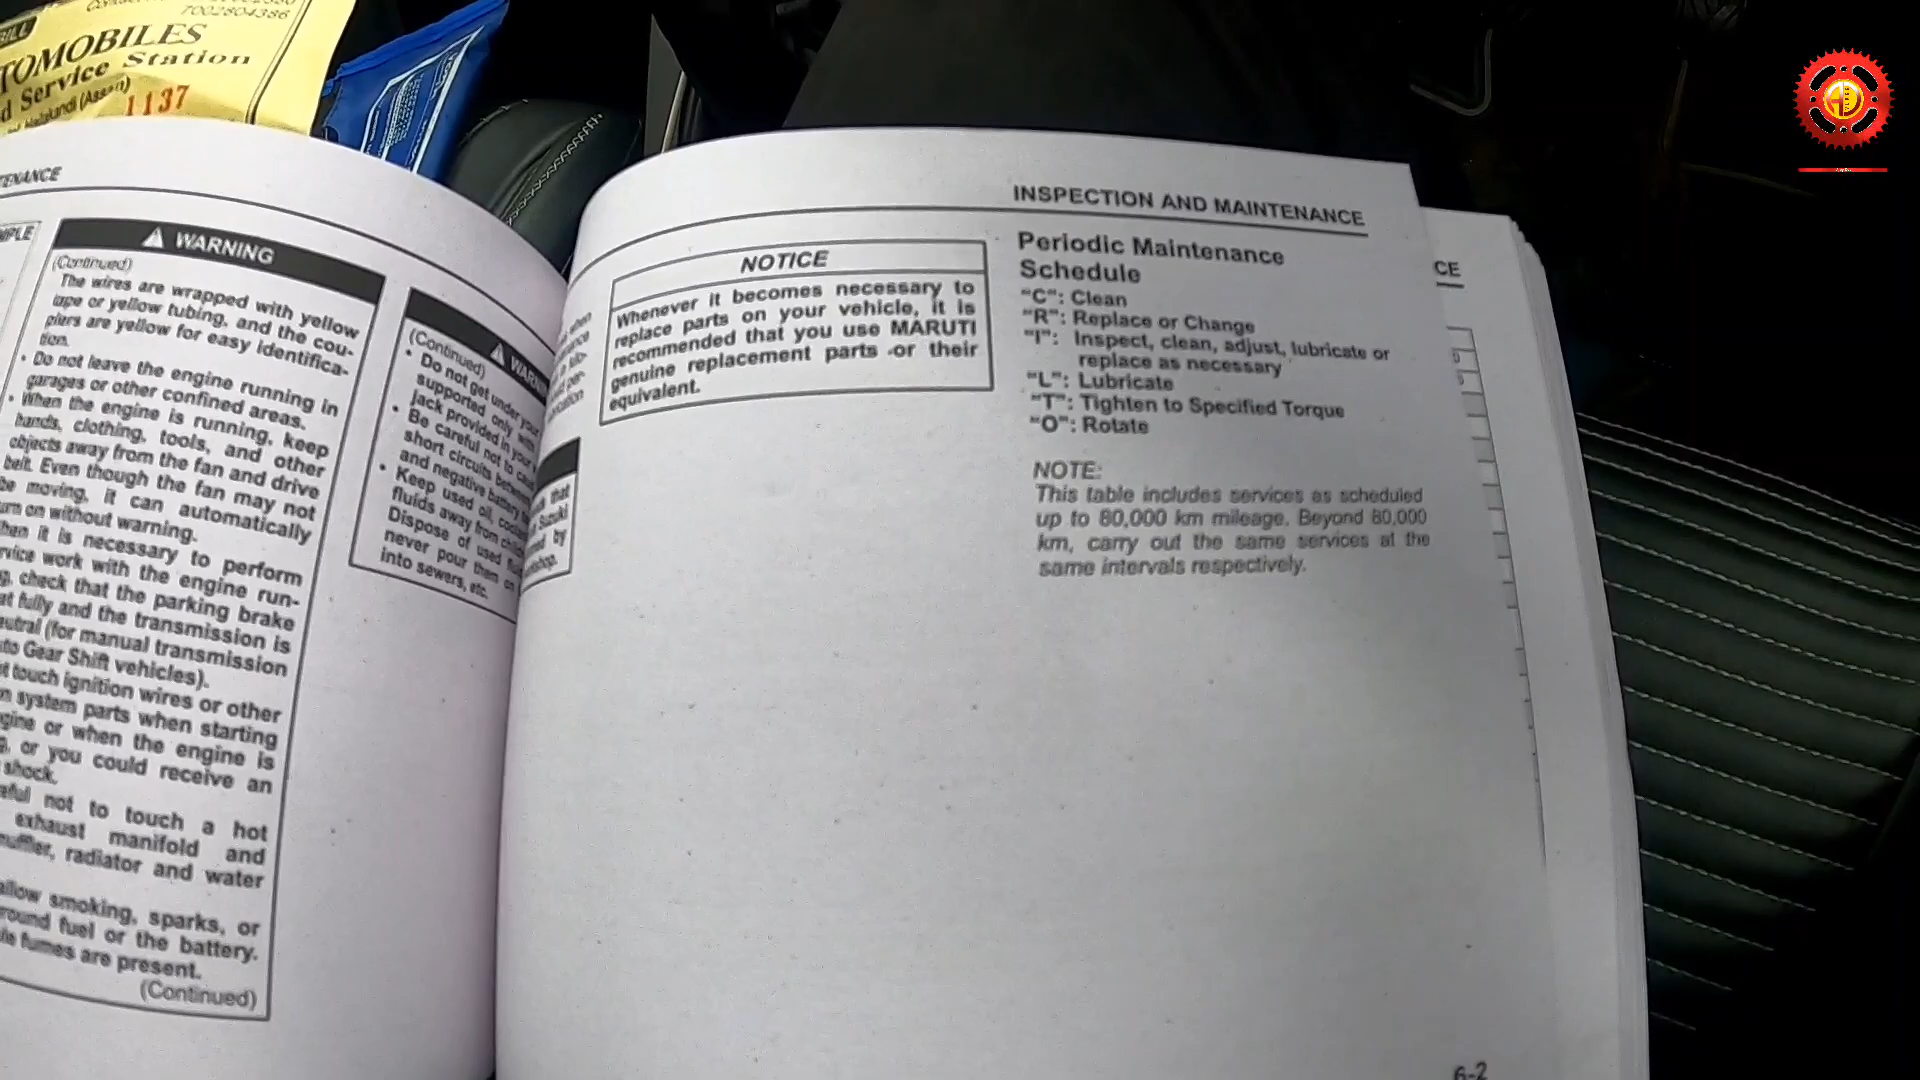 7002804386
TOMOBILES
Service Station
(Assam)
1137
TENANCE
WARNING
(Continued)
The wires are wrapped with yellow
tape or yellow tubing, and the cou-
plers are yellow for easy identifica-
tion.
• Do not leave the engine running in
garages or other confined areas.
• When the engine is running, keep
hands, clothing, tools, and other
objects away from the fan and drive
belt. Even though the fan may not
be moving, it can automatically
turn on without warning.
When it is necessary to perform
service work with the engine run-
check that the parking brake
fully and the transmission is
(for manual transmission
Gear Shift vehicles).
touch ignition wires or other
system parts when starting
or when the engine is
or you could receive an
shock.
not to touch a hot
exhaust manifold and
muffler, radiator and water
allow smoking, sparks, or
fuel or the battery.
fumes are present.
(Continued)
(Continued)
• Do not get under your
supported only with
jack provided in your
• Be careful not to cause
short circuits between
and negative battery
• Keep used oil,
fluids away from
Dispose of used
never pour them on
into sewers, etc.
NOTICE
Whenever it becomes necessary to
replace parts on your vehicle, it is
recommended that you use MARUTI
genuine replacement parts or their
equivalent.
INSPECTION AND MAINTENANCE
Periodic Maintenance
Schedule
"C": Clean
"R": Replace or Change
"I": Inspect, clean, adjust, lubricate or
replace as necessary
"L": Lubricate
"T": Tighten to Specified Torque
"O": Rotate
NOTE:
This table includes services as scheduled
up to 80,000 km mileage. Beyond 80,000
km, carry out the same services at the
same intervals respectively.
6-2
CE